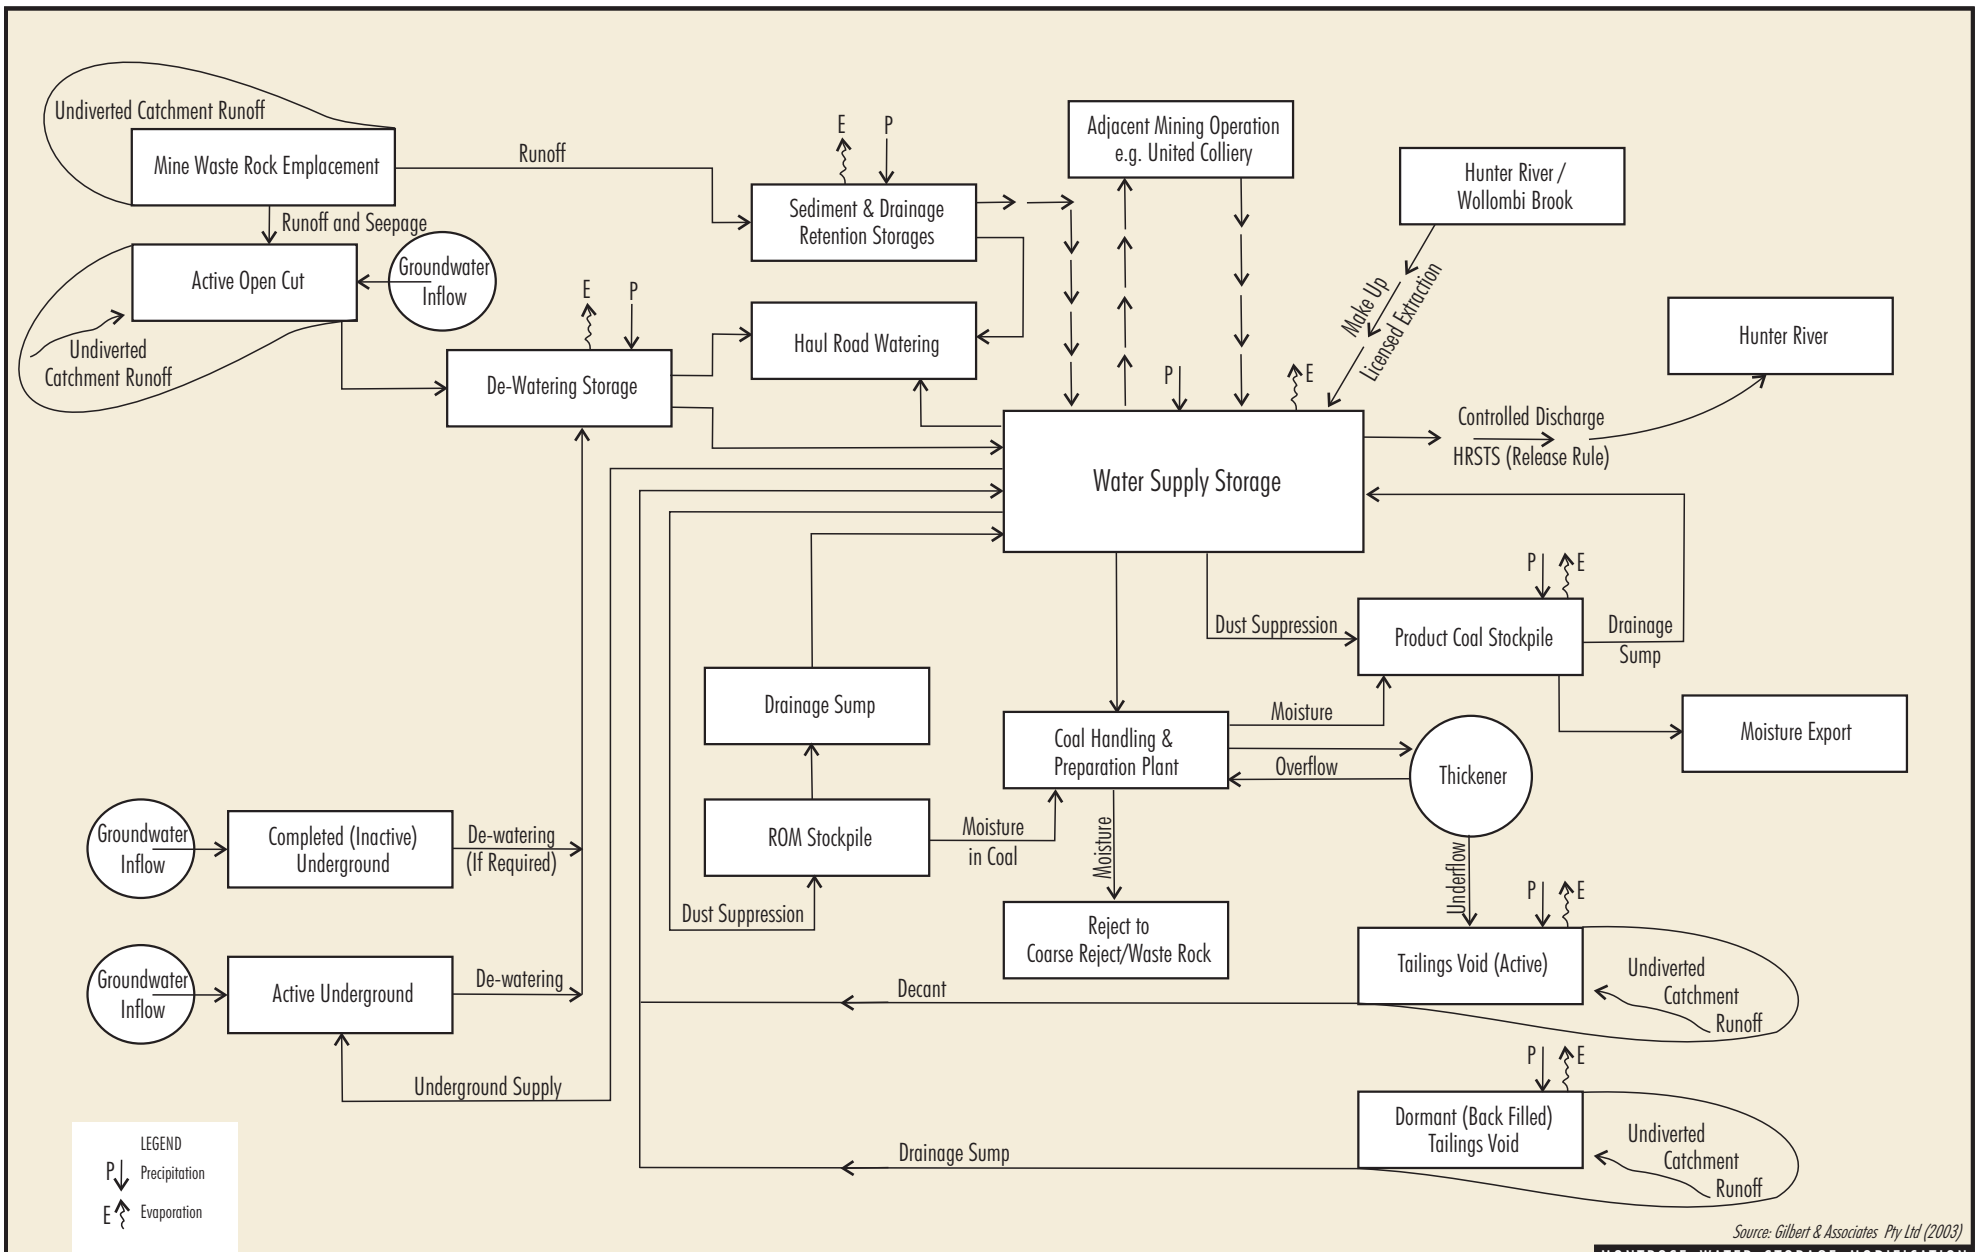 Undiverted Catchment Runoff
Mine Waste Rock Emplacement
Runoff
Runoff and Seepage
Active Open Cut
Groundwater
Inflow
Undiverted
Catchment Runoff
E
P
De-Watering Storage
E
P
Sediment & Drainage
Retention Storages
Haul Road Watering
Adjacent Mining Operation
e.g. United Colliery
Hunter River /
Wollombi Brook
Make Up
Licensed Extraction
Hunter River
P
E
Controlled Discharge
HRSTS (Release Rule)
Water Supply Storage
P
E
Dust Suppression
Product Coal Stockpile
Drainage
Sump
Drainage Sump
Moisture
Coal Handling &
Preparation Plant
Overflow
Thickener
Moisture Export
ROM Stockpile
Moisture
in Coal
Moisture
Underflow
Dust Suppression
Reject to
Coarse Reject/Waste Rock
Groundwater
Inflow
Completed (Inactive)
Underground
De-watering
(If Required)
Groundwater
Inflow
Active Underground
De-watering
Underground Supply
P
E
Tailings Void (Active)
Undiverted
Catchment
Runoff
Decant
P
E
Dormant (Back Filled)
Tailings Void
Undiverted
Catchment
Runoff
Drainage Sump
LEGEND
P Precipitation
E Evaporation
Source: Gilbert & Associates Pty Ltd (2003)